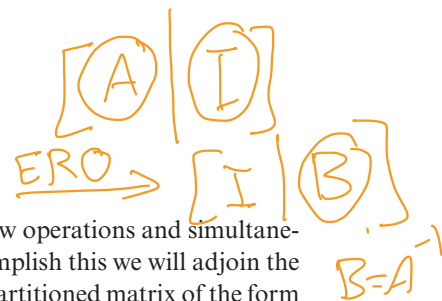 [A | I]
ERO → [I | B]
w operations and simultane-
mplish this we will adjoin the
B=A⁻¹
artitioned matrix of the form